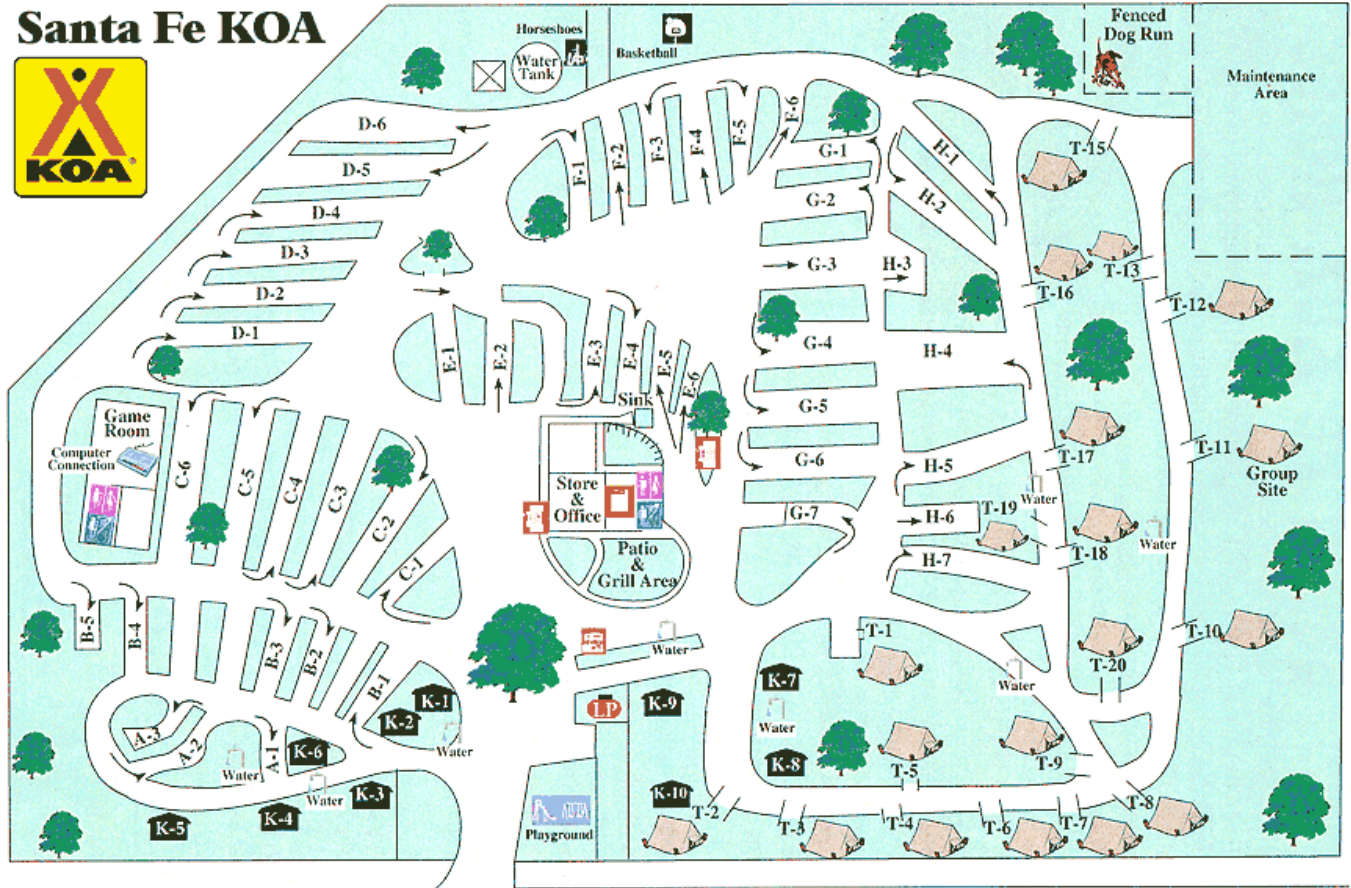 Santa Fe KOA
KOA®
Horseshoes
Water
Tank
Basketball
Fenced
Dog Run
Maintenance
Area
D-6
D-5
D-4
D-3
D-2
D-1
F-1
F-2
F-3
F-4
F-5
F-6
G-1
G-2
G-3
G-4
G-5
G-6
G-7
H-1
H-2
H-3
H-4
H-5
H-6
H-7
T-15
T-16
T-13
T-12
T-17
T-11
Group
Site
Water
T-19
T-18
Water
T-10
T-20
E-1
E-2
E-3
E-4
E-5
E-6
Sink
Game
Room
Computer
Connection
C-6
C-5
C-4
C-3
C-2
C-1
Store
&
Office
Patio
&
Grill Area
B-5
B-4
B-3
B-2
B-1
K-1
K-2
Water
A-3
A-2
A-1
K-6
Water
Water
K-3
K-4
K-5
Water
LP
K-9
K-10
Playground
T-1
K-7
Water
K-8
Water
T-5
T-9
T-2
T-3
T-4
T-6
T-7
T-8